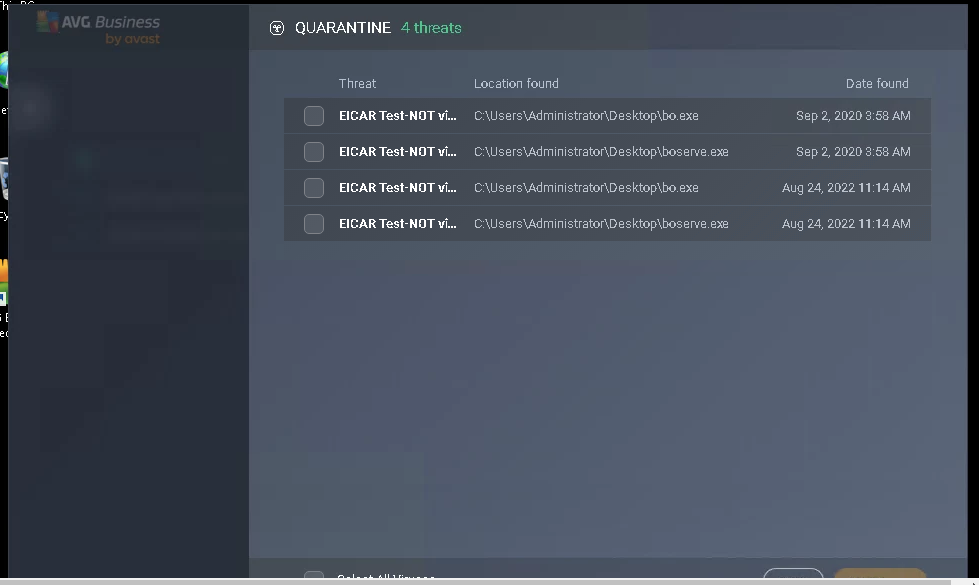 AVG Business
by avast
QUARANTINE 4 threats
Threat Location found Date found
EICAR Test-NOT vi... C:\Users\Administrator\Desktop\bo.exe Sep 2, 2020 3:58 AM
EICAR Test-NOT vi... C:\Users\Administrator\Desktop\boserve.exe Sep 2, 2020 3:58 AM
EICAR Test-NOT vi... C:\Users\Administrator\Desktop\bo.exe Aug 24, 2022 11:14 AM
EICAR Test-NOT vi... C:\Users\Administrator\Desktop\boserve.exe Aug 24, 2022 11:14 AM
Select All Viruses